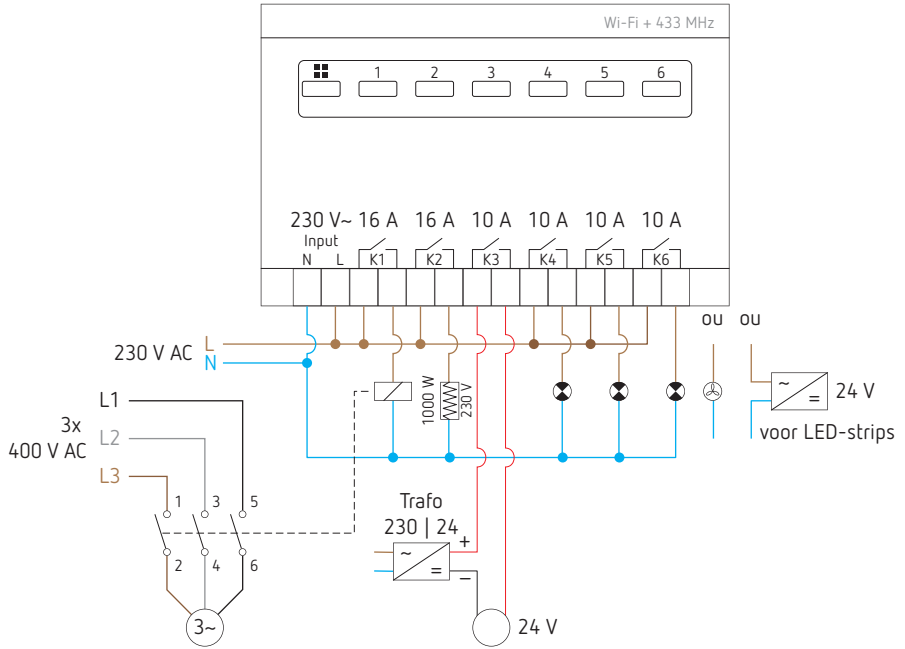 Wi-Fi + 433 MHz
1 2 3 4 5 6
230 V~ 16 A 16 A 10 A 10 A 10 A 10 A
Input
N L K1 K2 K3 K4 K5 K6
ou ou
230 V AC
L
N
1000 W
230 V
~
=
24 V
voor LED-strips
3x
400 V AC
L1
L2
L3
1 3 5
2 4 6
3~
Trafo
230 | 24
~
=
+
–
24 V